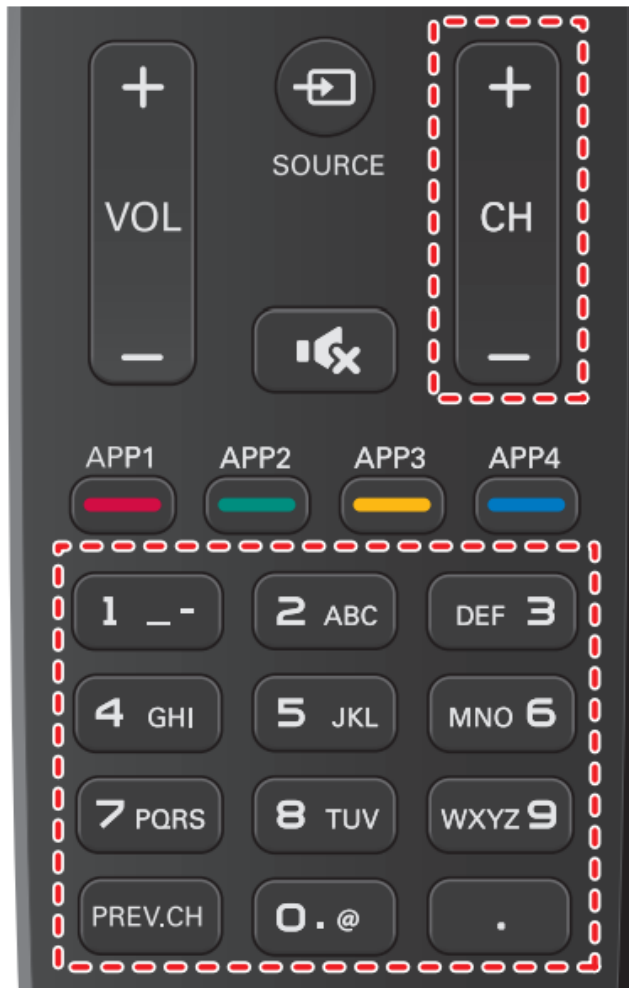 + +
SOURCE
VOL CH
— —
APP1 APP2 APP3 APP4
1 _- 2 ABC DEF 3
4 GHI 5 JKL MNO 6
7 PQRS 8 TUV WXYZ 9
PREV.CH 0.@ .